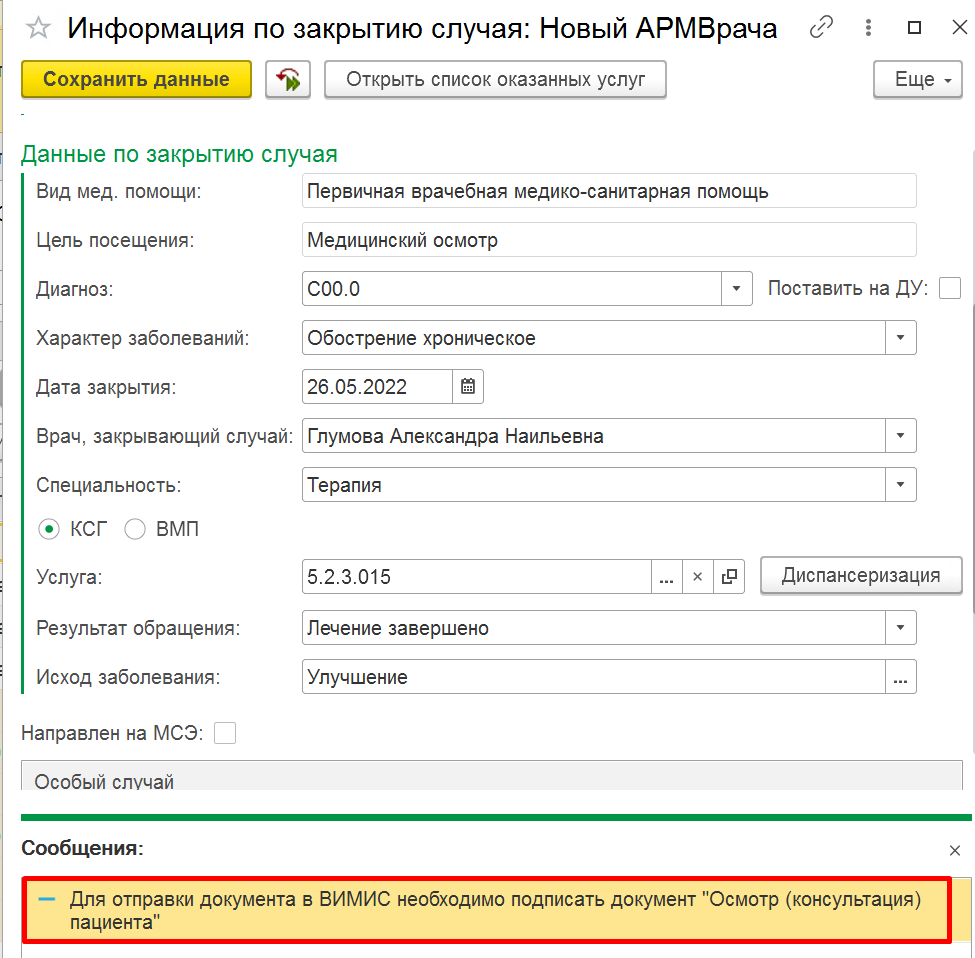 Информация по закрытию случая: Новый АРМВрача
Сохранить данные Открыть список оказанных услуг Еще
Данные по закрытию случая
Вид мед. помощи: Первичная врачебная медико-санитарная помощь
Цель посещения: Медицинский осмотр
Диагноз: C00.0 Поставить на ДУ:
Характер заболеваний: Обострение хроническое
Дата закрытия: 26.05.2022
Врач, закрывающий случай: Глумова Александра Наильевна
Специальность: Терапия
КСГ ВМП
Услуга: 5.2.3.015 ... × Диспансеризация
Результат обращения: Лечение завершено
Исход заболевания: Улучшение ...
Направлен на МСЭ:
Особый случай
Сообщения:
Для отправки документа в ВИМИС необходимо подписать документ "Осмотр (консультация)
пациента"